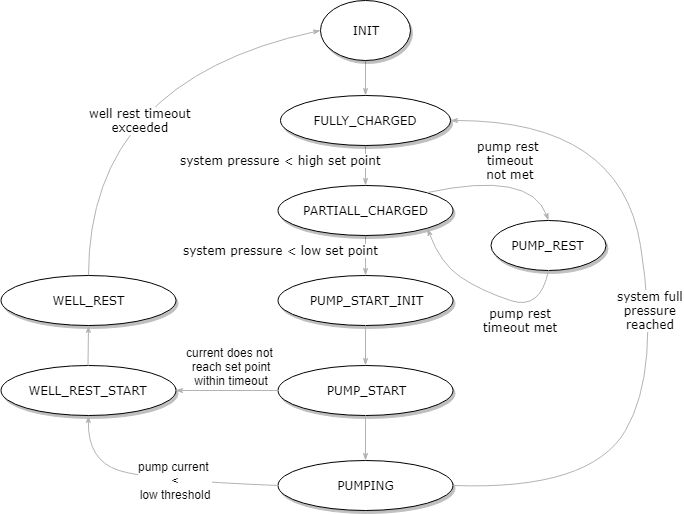 INIT
well rest timeout
exceeded
FULLY_CHARGED
system pressure < high set point
pump rest
timeout
not met
PARTIALL_CHARGED
PUMP_REST
system pressure < low set point
WELL_REST
PUMP_START_INIT
pump rest
timeout met
system full
pressure
reached
current does not
reach set point
within timeout
WELL_REST_START
PUMP_START
pump current
<
low threshold
PUMPING